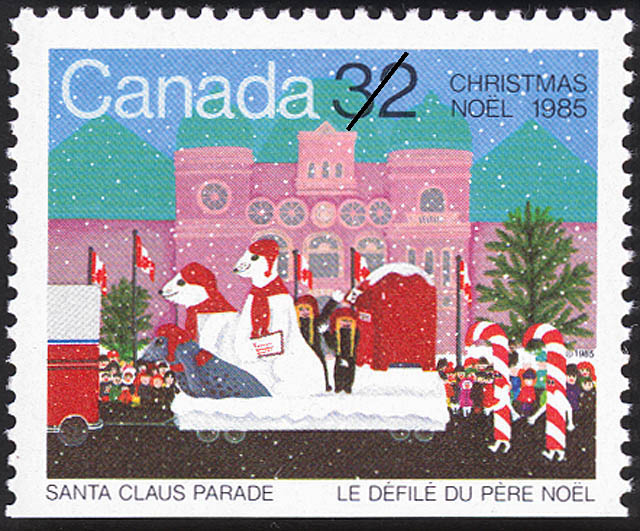 Canada 32
CHRISTMAS
NOËL 1985
©1985
SANTA CLAUS PARADE
LE DÉFILÉ DU PÈRE NOËL